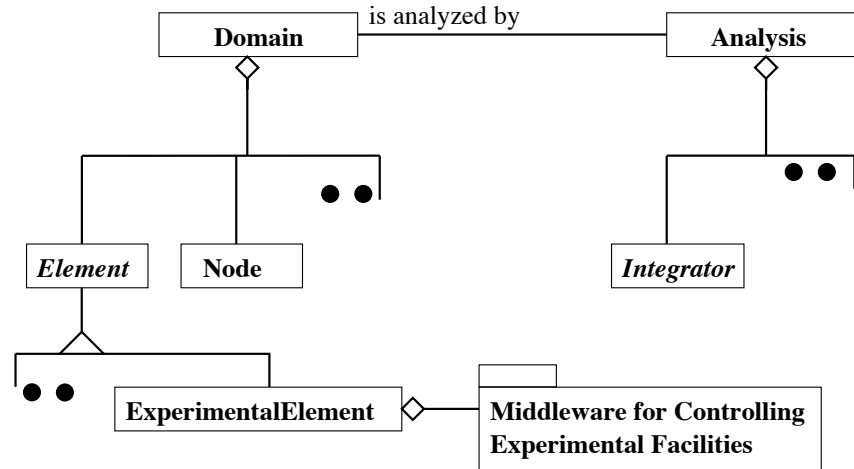 is analyzed by
Domain
Analysis
Element
Node
Integrator
ExperimentalElement
Middleware for Controlling
Experimental Facilities